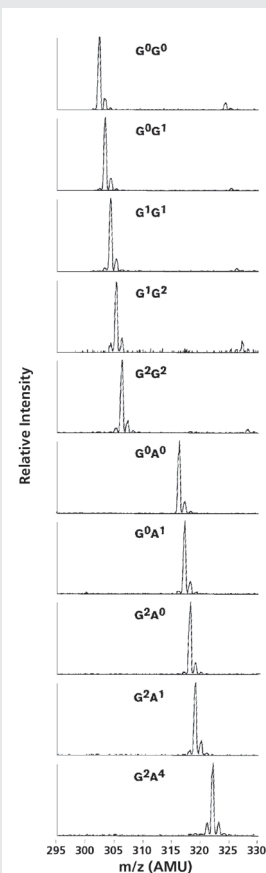 G⁰G⁰
G⁰G¹
G¹G¹
G¹G²
G²G²
G⁰A⁰
G⁰A¹
G²A⁰
G²A¹
G²A⁴
Relative Intensity
295 300 305 310 315 320 325 330
m/z (AMU)